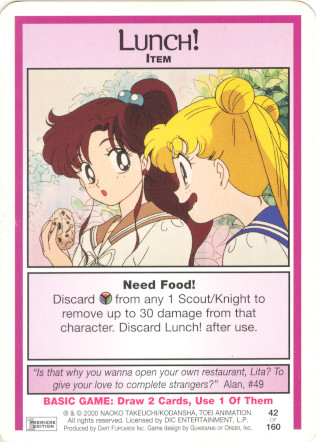 LUNCH!
ITEM
Need Food!
Discard from any 1 Scout/Knight to
remove up to 30 damage from that
character. Discard Lunch! after use.
"Is that why you wanna open your own restaurant, Lita? To
give your love to complete strangers?" Alan, #49
BASIC GAME: Draw 2 Cards, Use 1 Of Them
PREMIERE
EDITION
® & © 2000 NAOKO TAKEUCHI/KODANSHA, TOEI ANIMATION.
All Rights Reserved. Licensed by DIC ENTERTAINMENT, L.P.
PRODUCED BY DART FLIPCARDS INC. Game design by GUARDIANS OF ORDER, INC.
42
OF
160